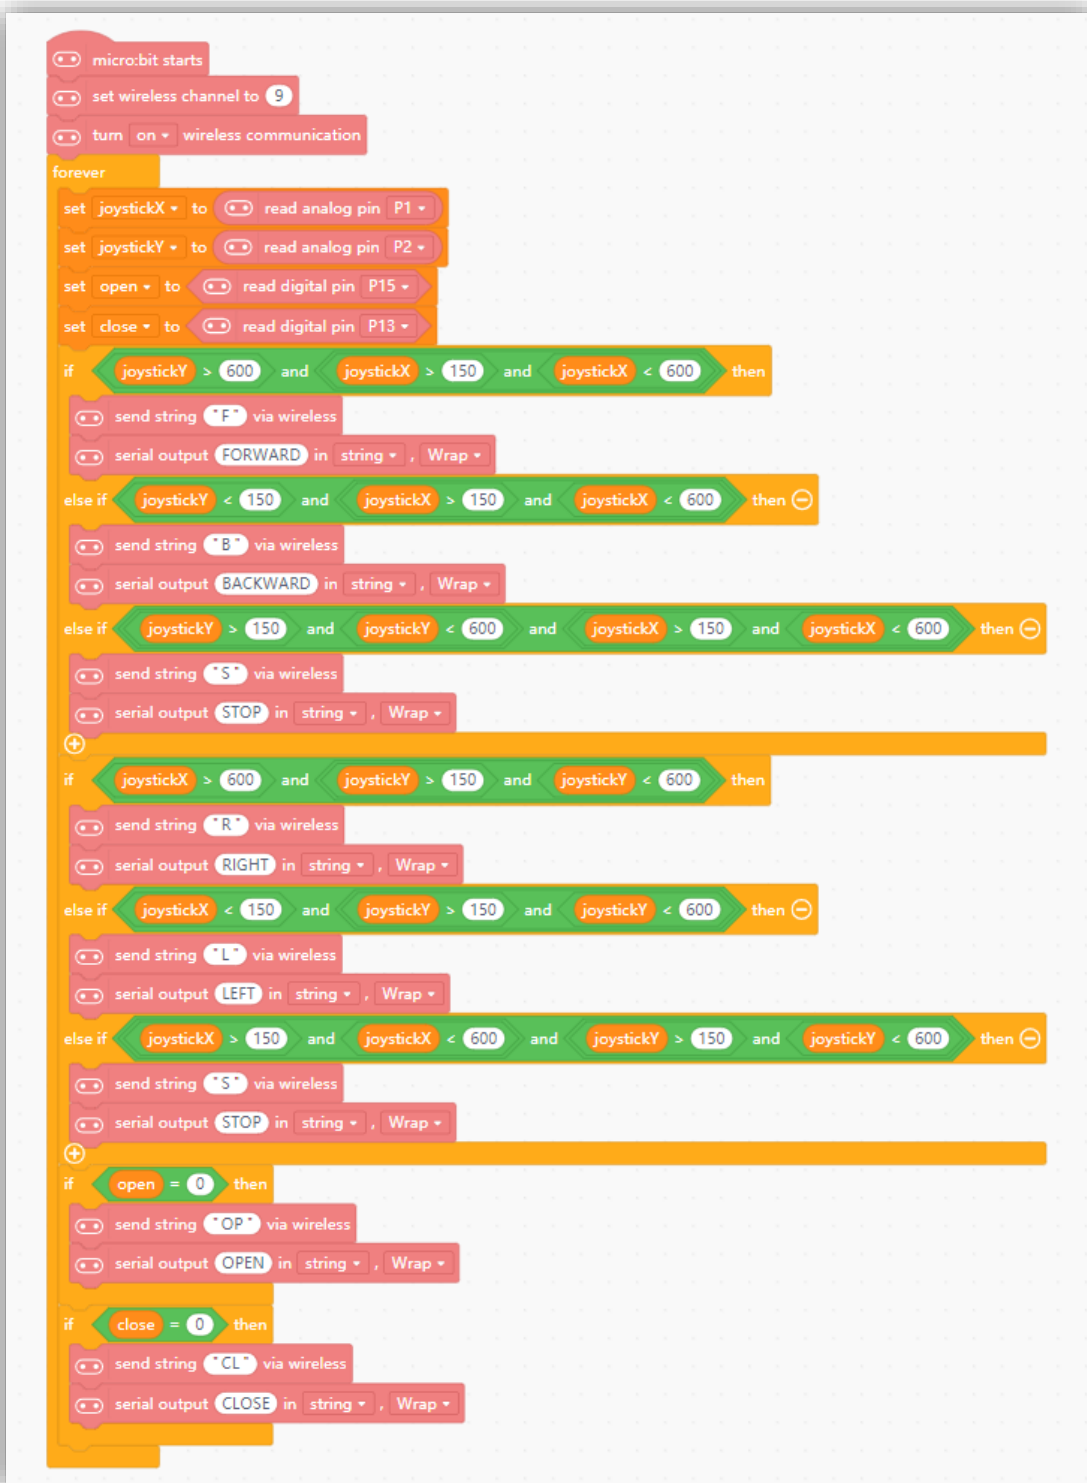 micro:bit starts
set wireless channel to 9
turn on wireless communication
forever
set joystickX to read analog pin P1
set joystickY to read analog pin P2
set open to read digital pin P15
set close to read digital pin P13
if joystickY > 600 and joystickX > 150 and joystickX < 600 then
send string "F" via wireless
serial output FORWARD in string , Wrap
else if joystickY < 150 and joystickX > 150 and joystickX < 600 then
send string "B" via wireless
serial output BACKWARD in string , Wrap
else if joystickY > 150 and joystickY < 600 and joystickX > 150 and joystickX < 600 then
send string "S" via wireless
serial output STOP in string , Wrap
if joystickX > 600 and joystickY > 150 and joystickY < 600 then
send string "R" via wireless
serial output RIGHT in string , Wrap
else if joystickX < 150 and joystickY > 150 and joystickY < 600 then
send string "L" via wireless
serial output LEFT in string , Wrap
else if joystickX > 150 and joystickX < 600 and joystickY > 150 and joystickY < 600 then
send string "S" via wireless
serial output STOP in string , Wrap
if open = 0 then
send string "OP" via wireless
serial output OPEN in string , Wrap
if close = 0 then
send string "CL" via wireless
serial output CLOSE in string , Wrap